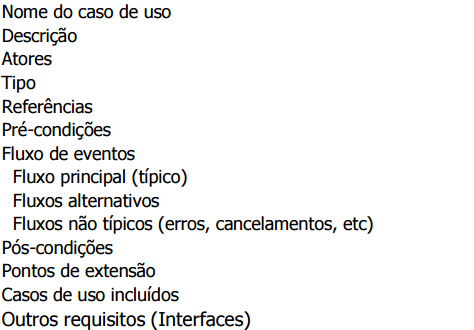 Nome do caso de uso
Descrição
Atores
Tipo
Referências
Pré-condições
Fluxo de eventos
Fluxo principal (típico)
Fluxos alternativos
Fluxos não típicos (erros, cancelamentos, etc)
Pós-condições
Pontos de extensão
Casos de uso incluídos
Outros requisitos (Interfaces)